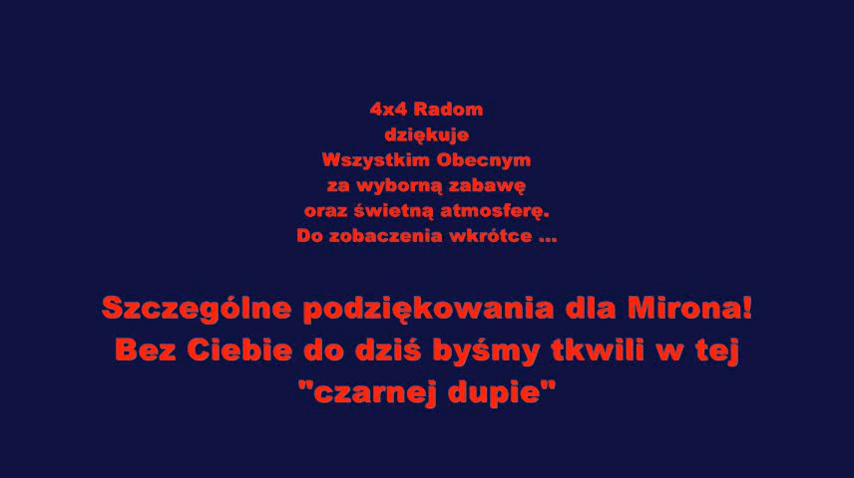 4x4 Radom
dziękuje
Wszystkim Obecnym
za wyborną zabawę
oraz świetną atmosferę.
Do zobaczenia wkrótce ...
Szczególne podziękowania dla Mirona!
Bez Ciebie do dziś byśmy tkwili w tej
"czarnej dupie"